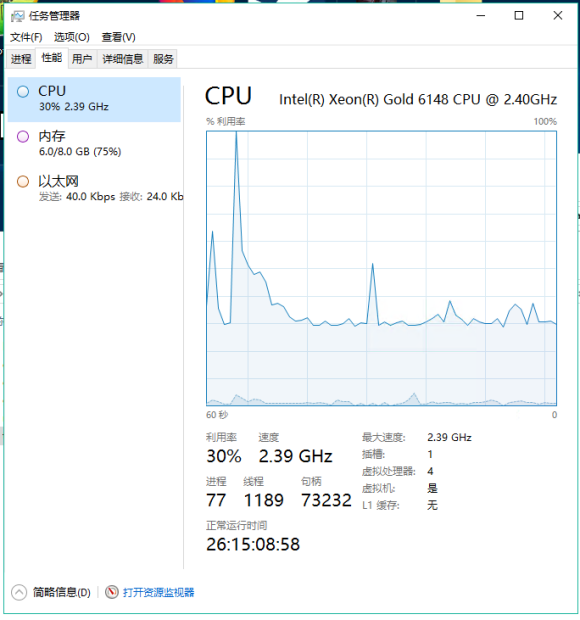 任务管理器
文件(F) 选项(O) 查看(V)
进程 性能 用户 详细信息 服务
CPU
30% 2.39 GHz
内存
6.0/8.0 GB (75%)
以太网
发送: 40.0 Kbps 接收: 24.0 Kb
CPU Intel(R) Xeon(R) Gold 6148 CPU @ 2.40GHz
% 利用率 100%
60 秒 0
利用率 速度 最大速度: 2.39 GHz
30% 2.39 GHz 插槽: 1
虚拟处理器: 4
进程 线程 句柄 虚拟机: 是
77 1189 73232 L1 缓存: 无
正常运行时间
26:15:08:58
简略信息(D) 打开资源监视器